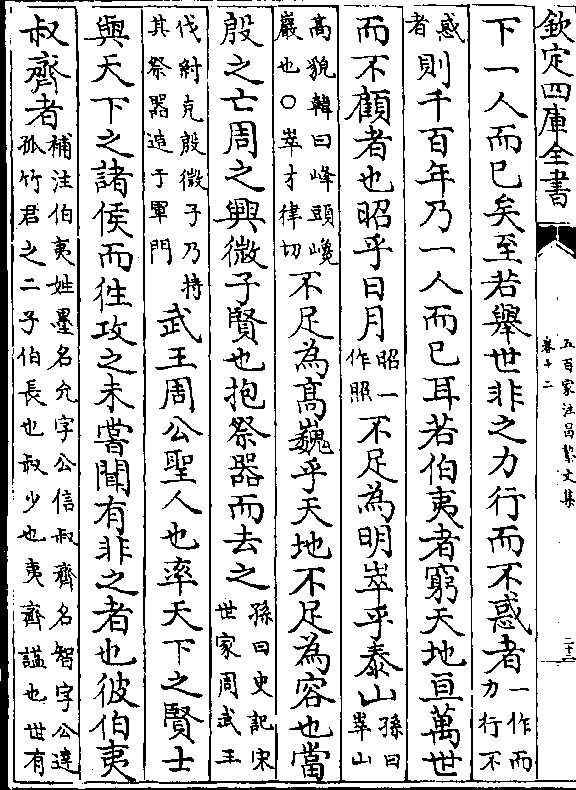 欽定四庫全書
五百家注昌黎文集
卷十二
二十二
下一人而已矣至若舉世非之力行而不惑者一作而力行不
惑者則千百年乃一人而已耳若伯夷者窮天地亘萬世
而不顧者也昭乎日月昭一作照不足為明崒乎泰山孫曰崒山
高貌韓曰峰頭巉巖也○崒才律切不足為髙巍乎天地不足為容也當
殷之亡周之興微子賢也抱祭器而去之孫曰史記宋世家周武王
伐紂克殷微子乃持其祭器造于軍門武王周公聖人也率天下之賢士
與天下之諸侯而徃攻之未嘗聞有非之者也彼伯夷
叔齊者補注伯夷姓墨名允字公信叔齊名智字公逹孤竹君之二子伯長也叔少也夷齊諡也世有